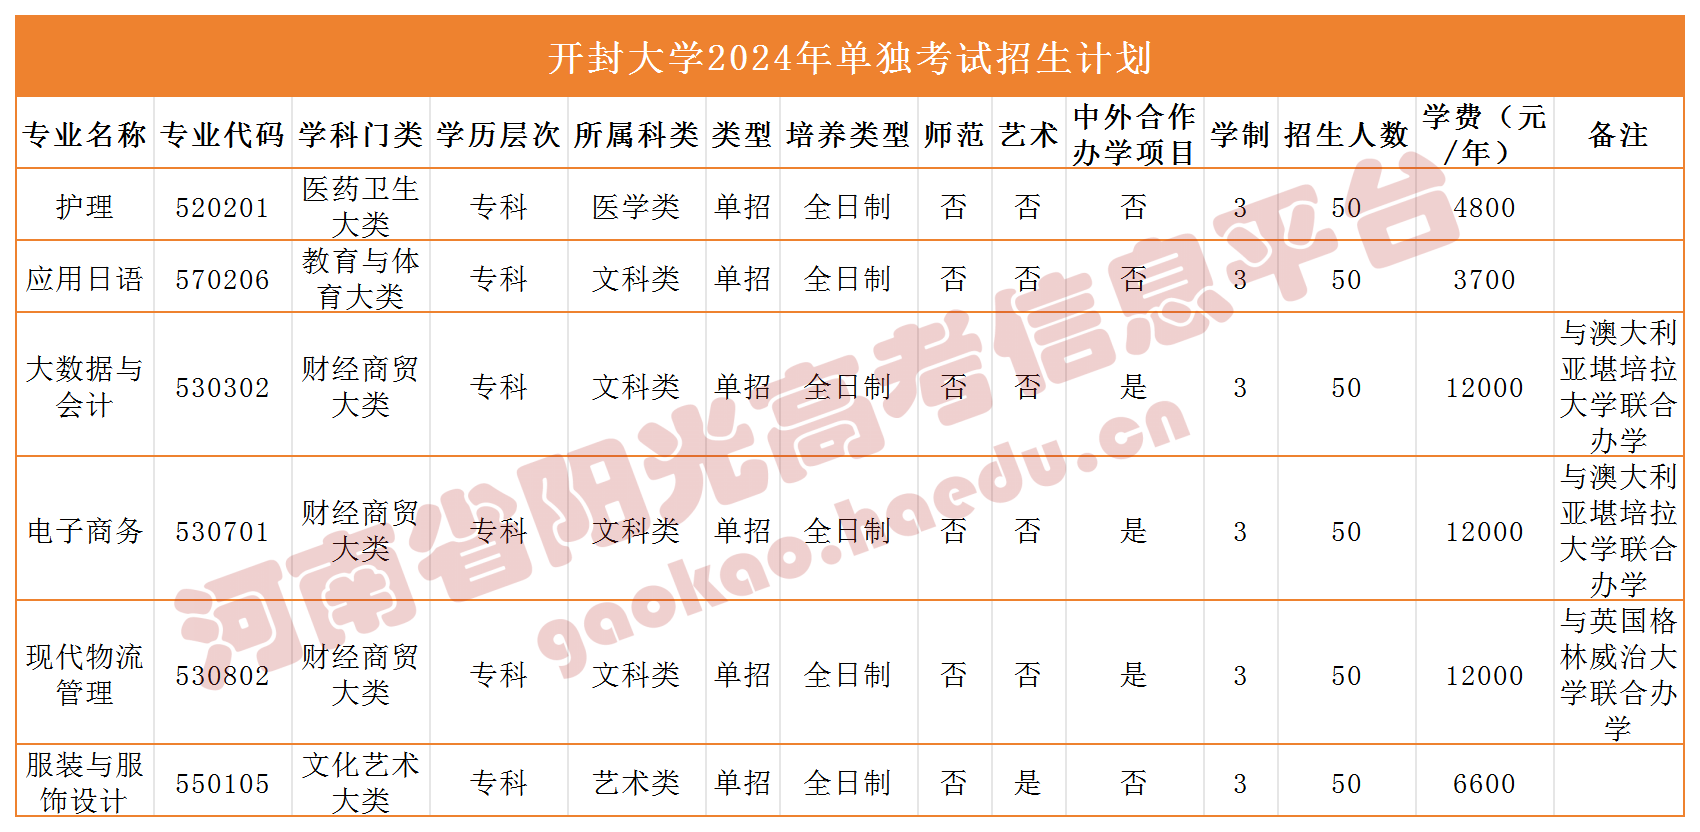 开封大学2024年单独考试招生计划
专业名称 专业代码 学科门类 学历层次 所属科类 类型 培养类型 师范 艺术 中外合作办学项目 学制 招生人数 学费（元/年） 备注
护理 520201 医药卫生大类 专科 医学类 单招 全日制 否 否 否 3 50 4800
应用日语 570206 教育与体育大类 专科 文科类 单招 全日制 否 否 否 3 50 3700
大数据与会计 530302 财经商贸大类 专科 文科类 单招 全日制 否 否 是 3 50 12000 与澳大利亚堪培拉大学联合办学
电子商务 530701 财经商贸大类 专科 文科类 单招 全日制 否 否 是 3 50 12000 与澳大利亚堪培拉大学联合办学
现代物流管理 530802 财经商贸大类 专科 文科类 单招 全日制 否 否 是 3 50 12000 与英国格林威治大学联合办学
服装与服饰设计 550105 文化艺术大类 专科 艺术类 单招 全日制 否 是 否 3 50 6600
河南省阳光高考信息平台
gaokao.haedu.cn